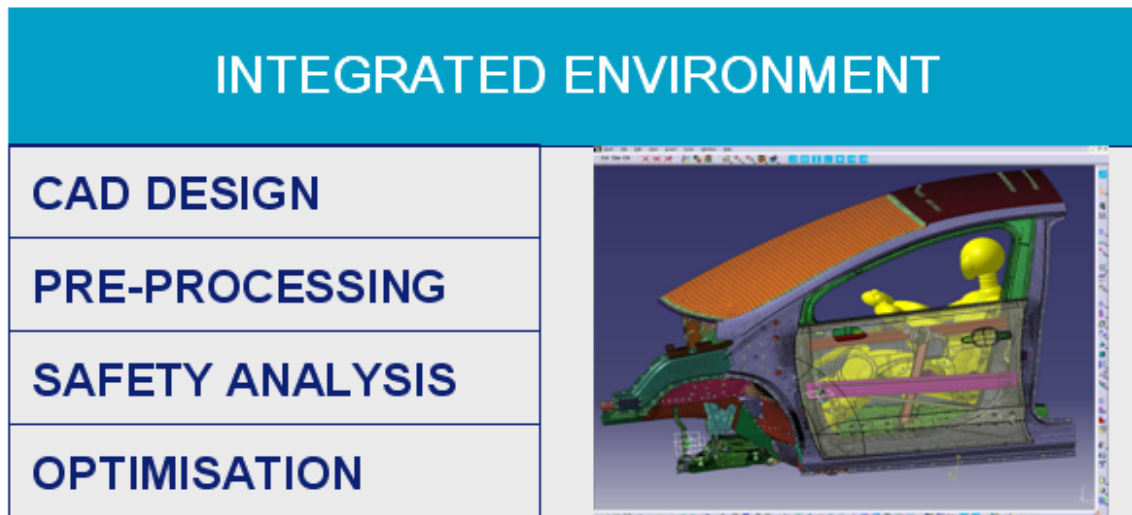 INTEGRATED ENVIRONMENT
CAD DESIGN
PRE-PROCESSING
SAFETY ANALYSIS
OPTIMISATION